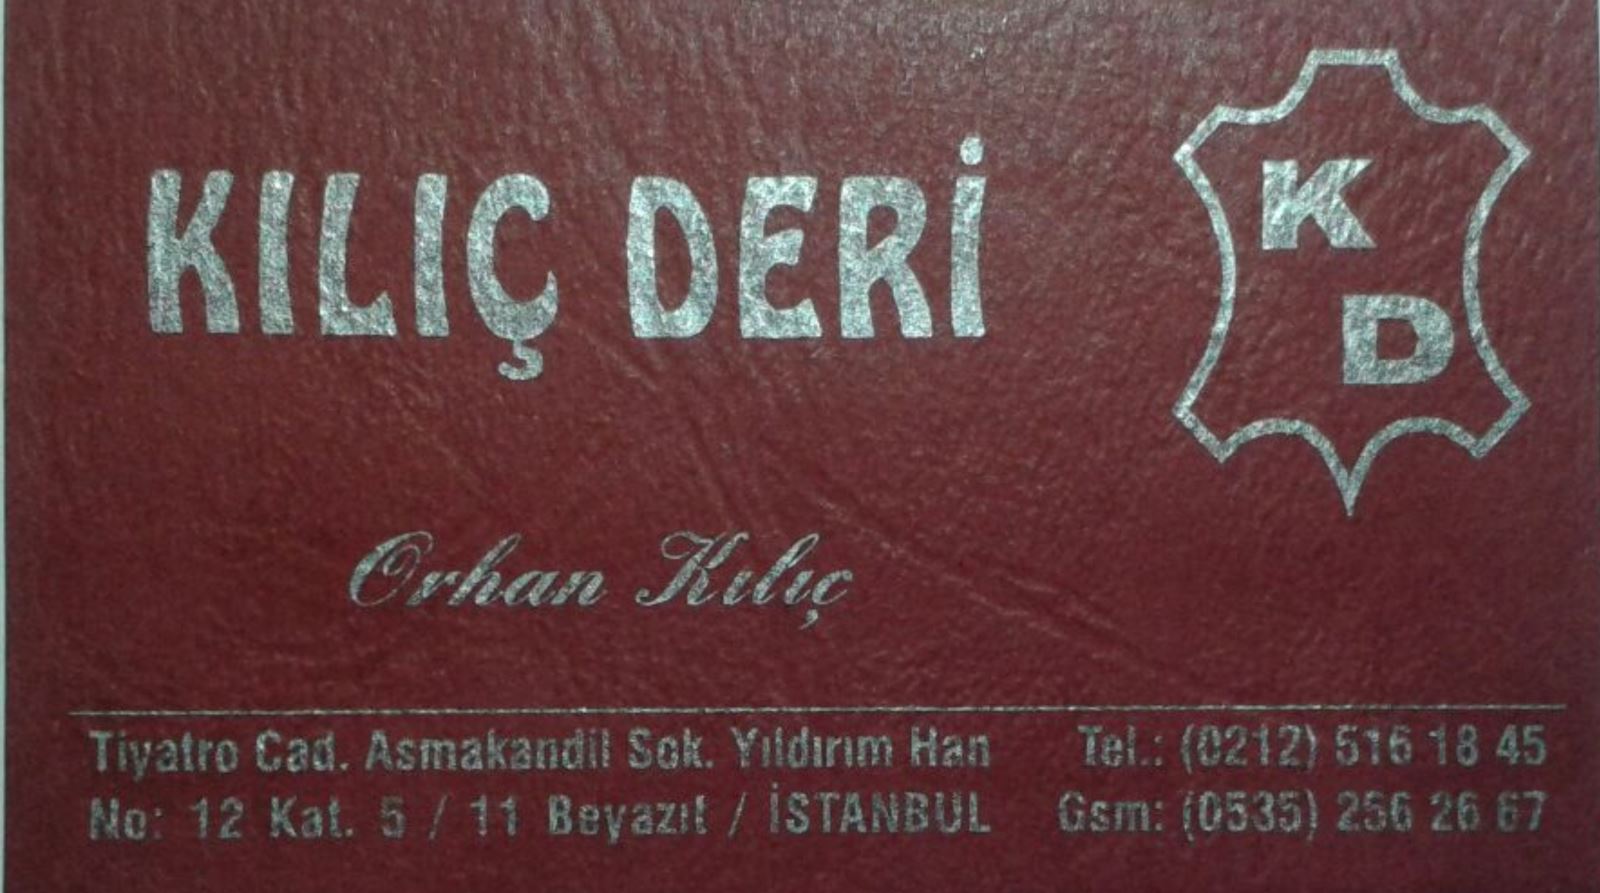 KILIÇ DERİ
K
D
Orhan Kılıç
Tiyatro Cad. Asmakandil Sok. Yıldırım Han
No: 12 Kat. 5 / 11 Beyazıt / İSTANBUL
Tel.: (0212) 516 18 45
Gsm: (0535) 256 26 67